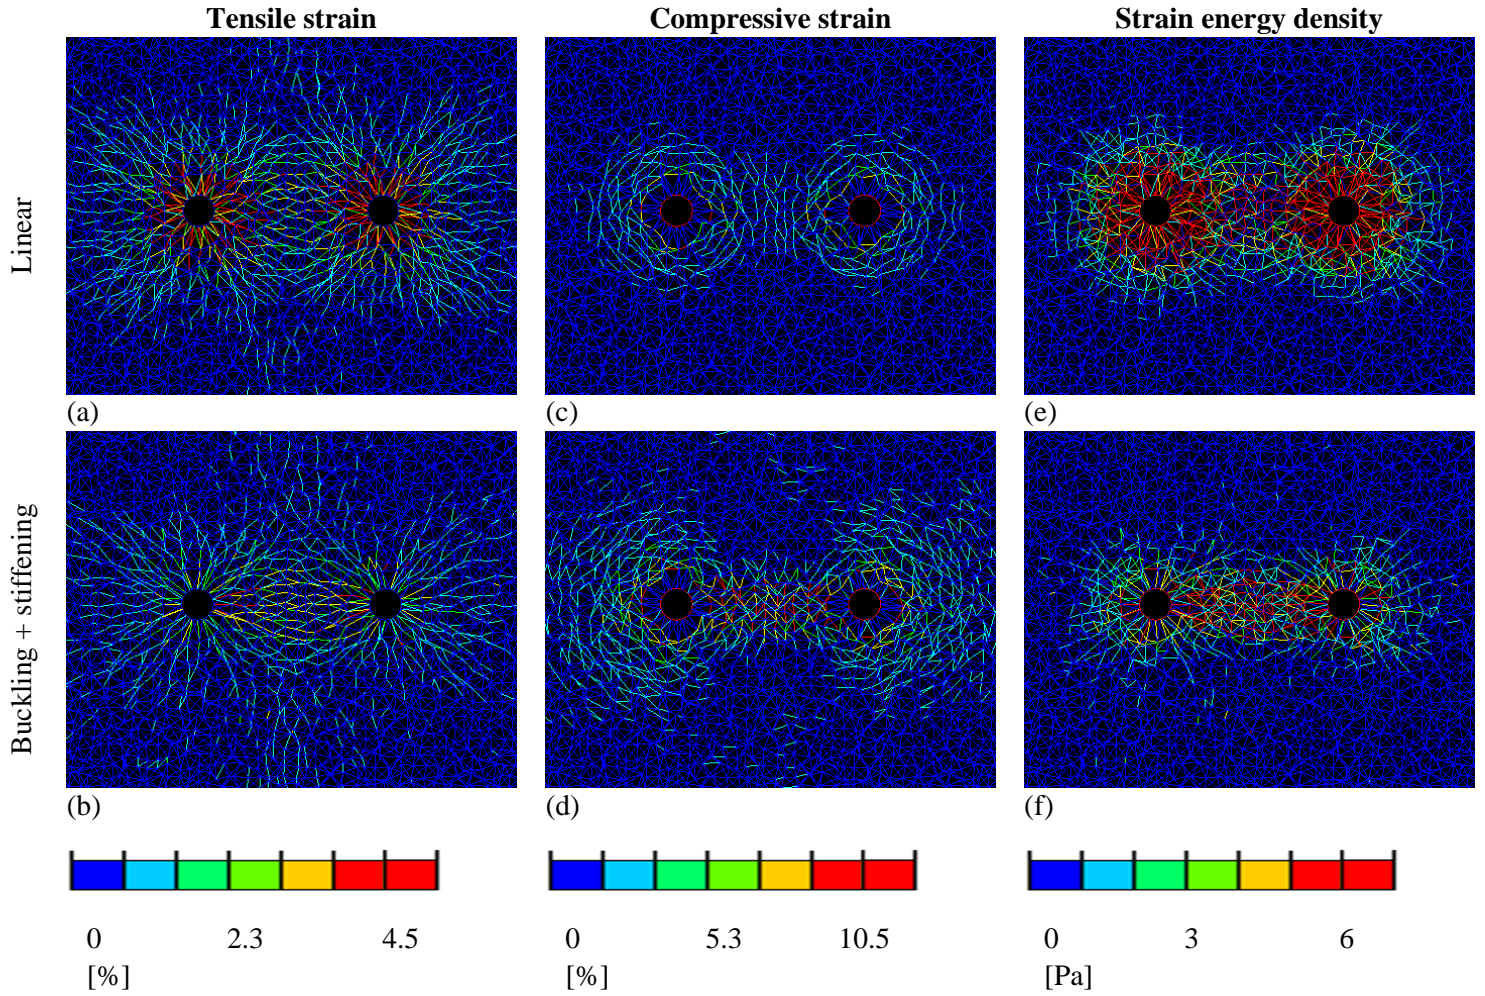 Tensile strain
Compressive strain
Strain energy density
Linear
(a)
(c)
(e)
Buckling + stiffening
(b)
(d)
(f)
0 2.3 4.5
[%]
0 5.3 10.5
[%]
0 3 6
[Pa]